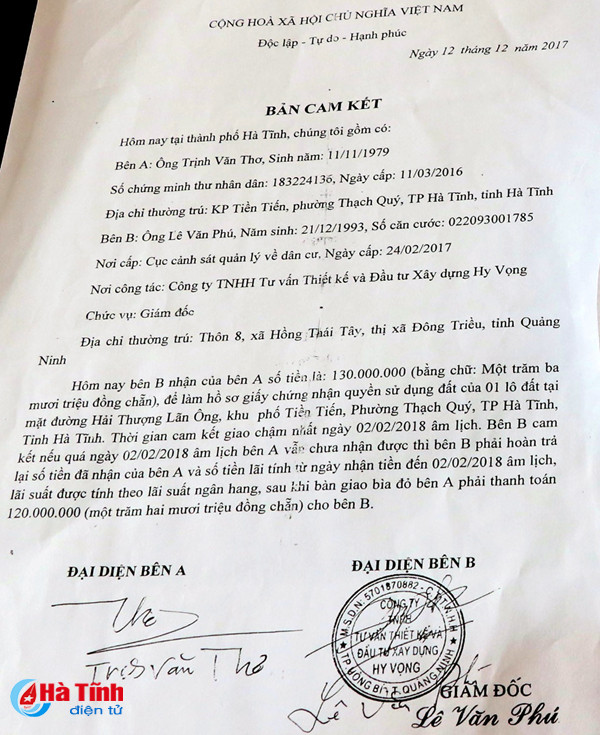 CỘNG HOÀ XÃ HỘI CHỦ NGHĨA VIỆT NAM
Độc lập - Tự do - Hạnh phúc
Ngày 12 tháng 12 năm 2017
BẢN CAM KẾT
Hôm nay tại thành phố Hà Tĩnh, chúng tôi gồm có:
Bên A: Ông Trịnh Văn Thơ, Sinh năm: 11/11/1979
Số chứng minh thư nhân dân: 183224136, Ngày cấp: 11/03/2016
Địa chỉ thường trú: KP Tiền Tiến, phường Thạch Quý, TP Hà Tĩnh, tỉnh Hà Tĩnh
Bên B: Ông Lê Văn Phú, Năm sinh: 21/12/1993, Số căn cước: 022093001785
Nơi cấp: Cục cảnh sát quản lý về dân cư, Ngày cấp: 24/02/2017
Nơi công tác: Công ty TNHH Tư vấn Thiết kế và Đầu tư Xây dựng Hy Vọng
Chức vụ: Giám đốc
Địa chỉ thường trú: Thôn 8, xã Hồng Thái Tây, thị xã Đông Triều, tỉnh Quảng
Ninh
Hôm nay bên B nhận của bên A số tiền là: 130.000.000 (bằng chữ: Một trăm ba
mươi triệu đồng chẵn), để làm hồ sơ giấy chứng nhận quyền sử dụng đất của 01 lô đất tại
mặt đường Hải Thượng Lãn Ông, khu phố Tiền Tiến, Phường Thạch Quý, TP Hà Tĩnh,
Tỉnh Hà Tĩnh. Thời gian cam kết giao chậm nhất ngày 02/02/2018 âm lịch. Bên B cam
kết nếu quá ngày 02/02/2018 âm lịch bên A vẫn chưa nhận được thì bên B phải hoàn trả
lại số tiền đã nhận của bên A và số tiền lãi tính từ ngày nhận tiền đến 02/02/2018 âm lịch,
lãi suất được tính theo lãi suất ngân hang, sau khi bàn giao bìa đỏ bên A phải thanh toán
120.000.000 (một trăm hai mươi triệu đồng chẵn) cho bên B.
ĐẠI DIỆN BÊN A
ĐẠI DIỆN BÊN B
Trịnh Văn Thơ
M.S.D.N: 5701870882 - C.T.T.N.H.H
CÔNG TY
TNHH
TƯ VẤN THIẾT KẾ VÀ
ĐẦU TƯ XÂY DỰNG
HY VỌNG
TP.UÔNG BÍ - T.QUẢNG NINH
Lê Văn Phú
GIÁM ĐỐC
Lê Văn Phú
Hà Tĩnh
điện tử